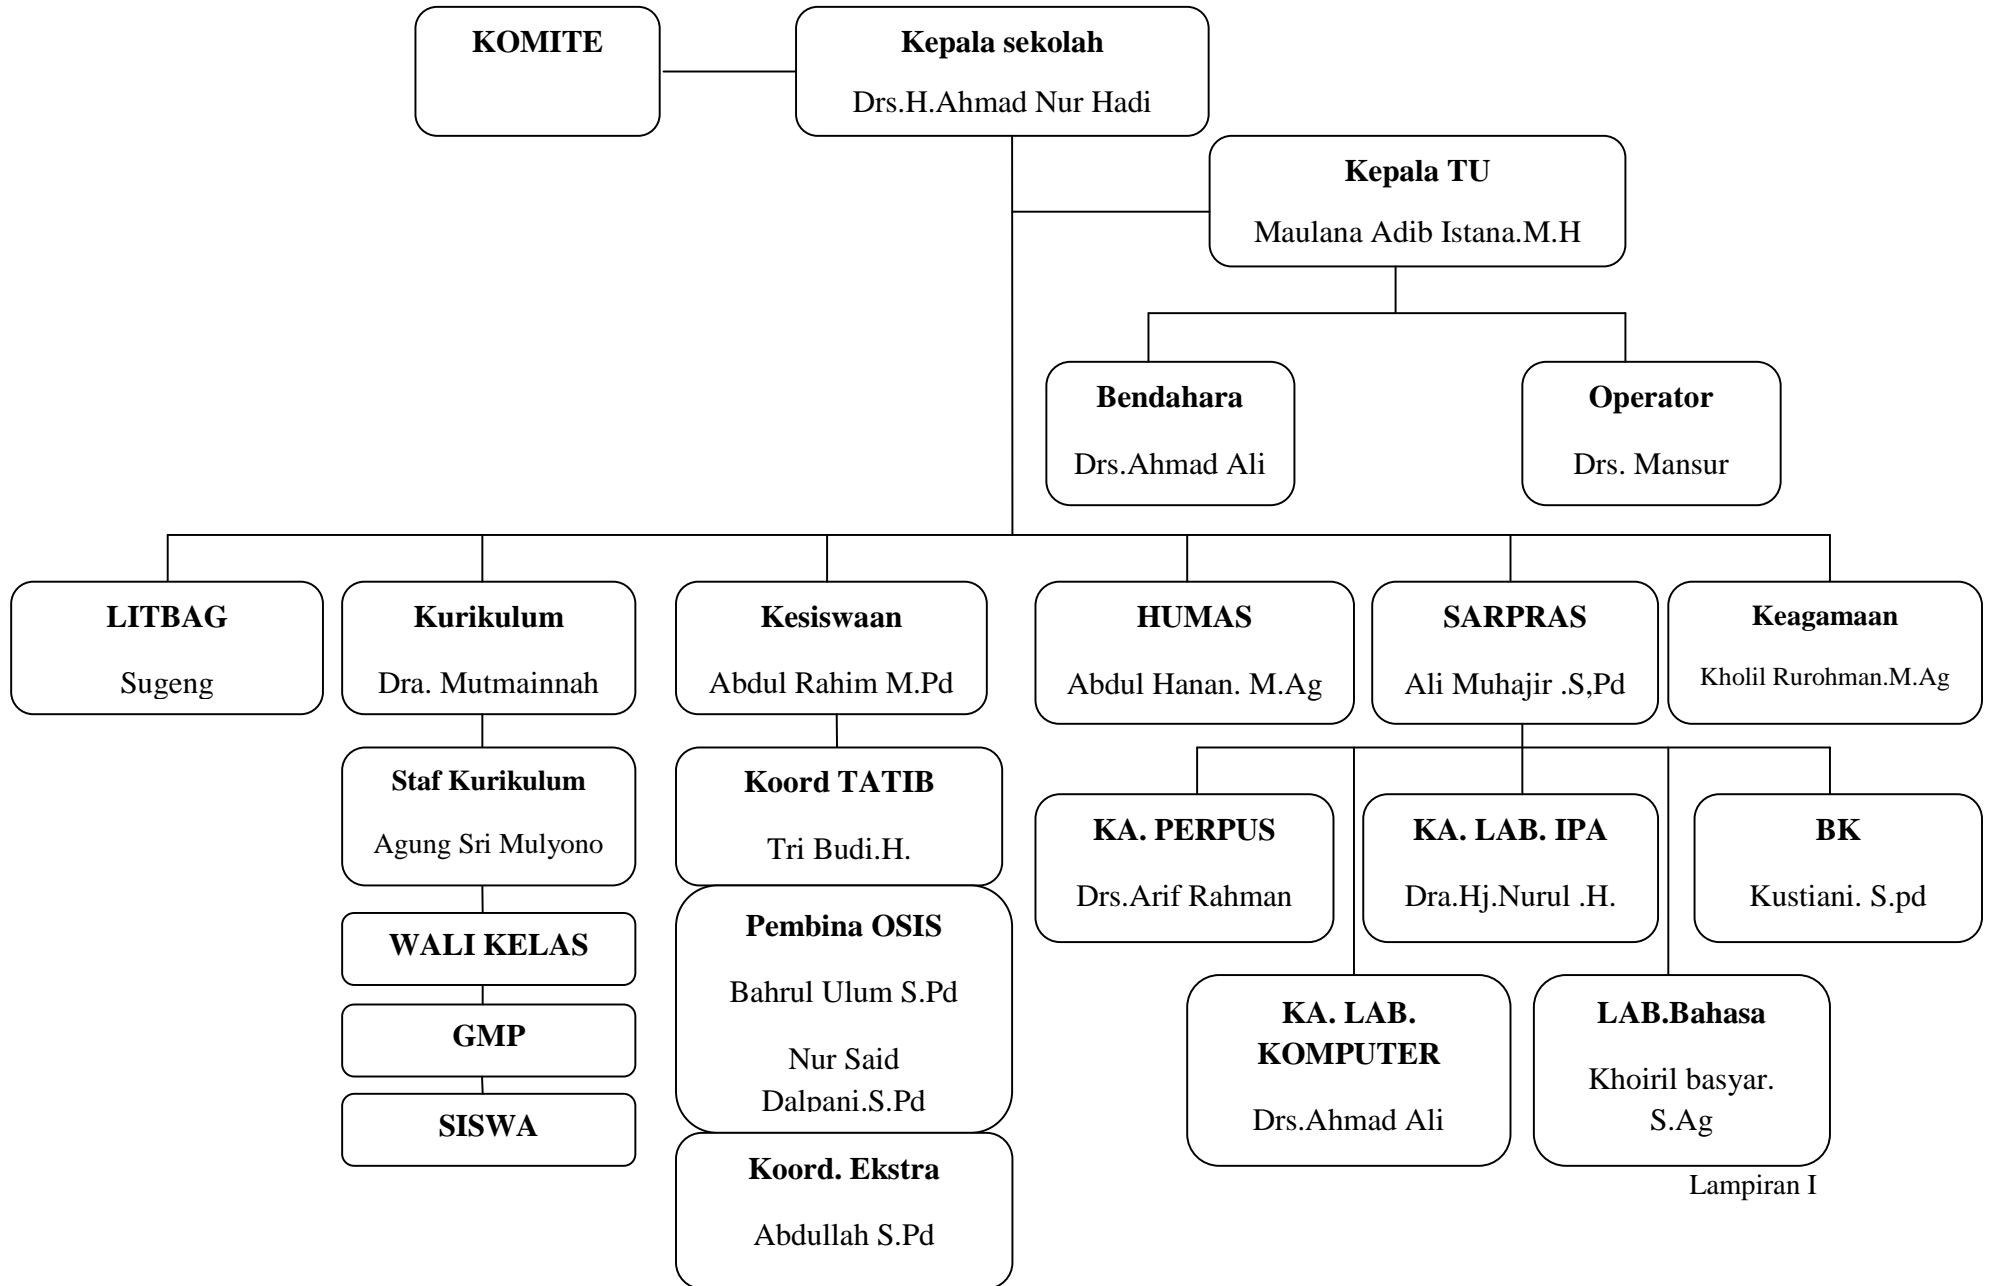 KOMITE
Kepala sekolah
Drs.H.Ahmad Nur Hadi
Kepala TU
Maulana Adib Istana.M.H
Bendahara
Drs.Ahmad Ali
Operator
Drs. Mansur
LITBAG
Sugeng
Kurikulum
Dra. Mutmainnah
Kesiswaan
Abdul Rahim M.Pd
HUMAS
Abdul Hanan. M.Ag
SARPRAS
Ali Muhajir .S,Pd
Keagamaan
Kholil Rurohman.M.Ag
Staf Kurikulum
Agung Sri Mulyono
WALI KELAS
GMP
SISWA
Koord TATIB
Tri Budi.H.
Pembina OSIS
Bahrul Ulum S.Pd
Nur Said
Dalpani.S.Pd
Koord. Ekstra
Abdullah S.Pd
KA. PERPUS
Drs.Arif Rahman
KA. LAB. IPA
Dra.Hj.Nurul .H.
BK
Kustiani. S.pd
KA. LAB.
KOMPUTER
Drs.Ahmad Ali
LAB.Bahasa
Khoiril basyar.
S.Ag
Lampiran I